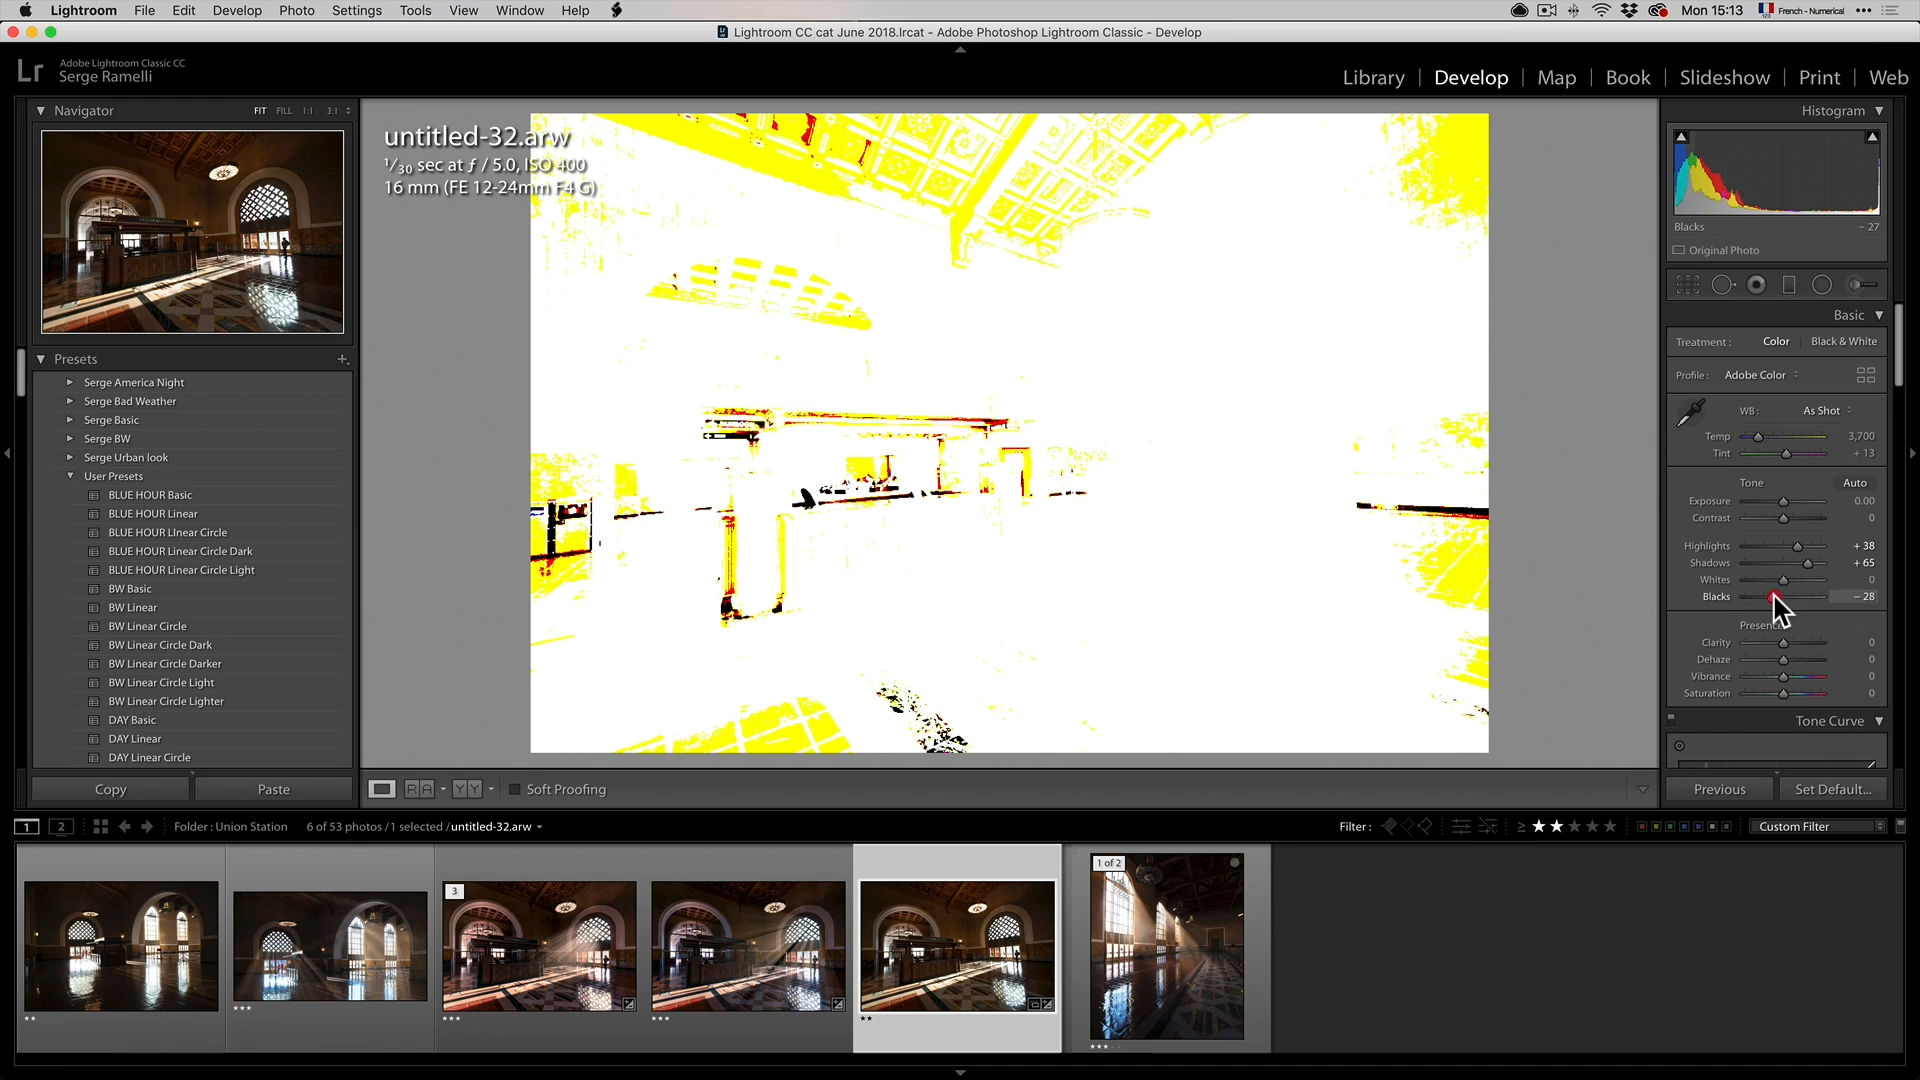 Lightroom File Edit Develop Photo Settings Tools View Window Help
Mon 15:13 French - Numerical
Lightroom CC cat June 2018.lrcat - Adobe Photoshop Lightroom Classic - Develop
Lr
Adobe Lightroom Classic CC
Serge Ramelli
Library | Develop | Map | Book | Slideshow | Print | Web
Navigator FIT FILL 1:1 3:1
Presets
Serge America Night
Serge Bad Weather
Serge Basic
Serge BW
Serge Urban look
User Presets
BLUE HOUR Basic
BLUE HOUR Linear
BLUE HOUR LInear Circle
BLUE HOUR LInear Circle Dark
BLUE HOUR Linear Circle Light
BW Basic
BW Linear
BW Linear Circle
BW Linear Circle Dark
BW Linear Circle Darker
BW Linear Circle Light
BW Linear Circle Lighter
DAY Basic
DAY Linear
DAY Linear Circle
Copy Paste
untitled-32.arw
1/30 sec at ƒ / 5.0, ISO 400
16 mm (FE 12-24mm F4 G)
Soft Proofing
Histogram
Blacks – 27
Original Photo
Basic
Treatment : Color Black & White
Profile : Adobe Color
WB : As Shot
Temp 3,700
Tint + 13
Tone Auto
Exposure 0.00
Contrast 0
Highlights + 38
Shadows + 65
Whites 0
Blacks – 28
Presence
Clarity 0
Dehaze 0
Vibrance 0
Saturation 0
Tone Curve
Previous Set Default...
1 2 Folder : Union Station 6 of 53 photos / 1 selected / untitled-32.arw Filter : ≥ Custom Filter
3
1 of 2